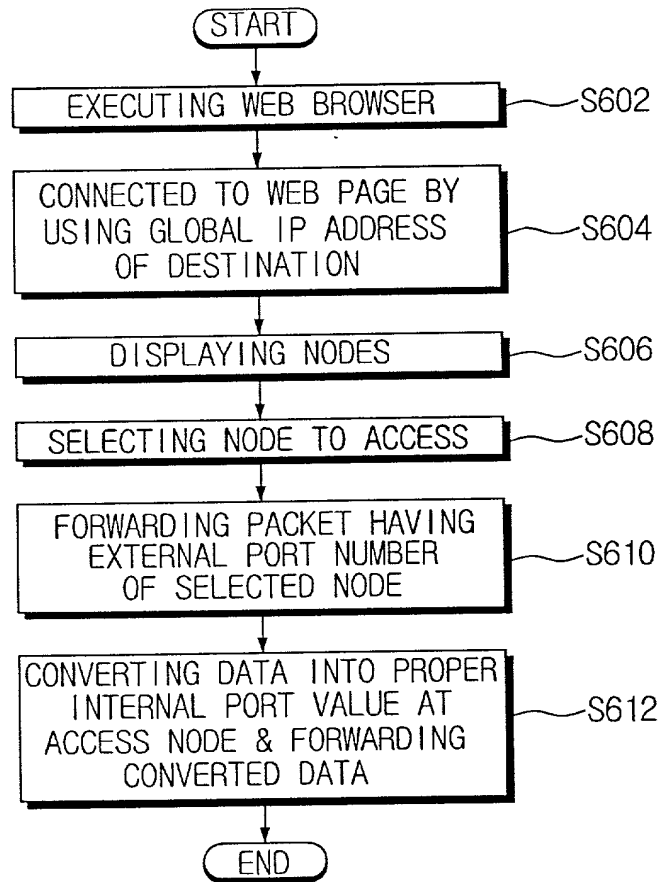 START
EXECUTING WEB BROWSER
S602
CONNECTED TO WEB PAGE BY
USING GLOBAL IP ADDRESS
OF DESTINATION
S604
DISPLAYING NODES
S606
SELECTING NODE TO ACCESS
S608
FORWARDING PACKET HAVING
EXTERNAL PORT NUMBER
OF SELECTED NODE
S610
CONVERTING DATA INTO PROPER
INTERNAL PORT VALUE AT
ACCESS NODE & FORWARDING
CONVERTED DATA
S612
END